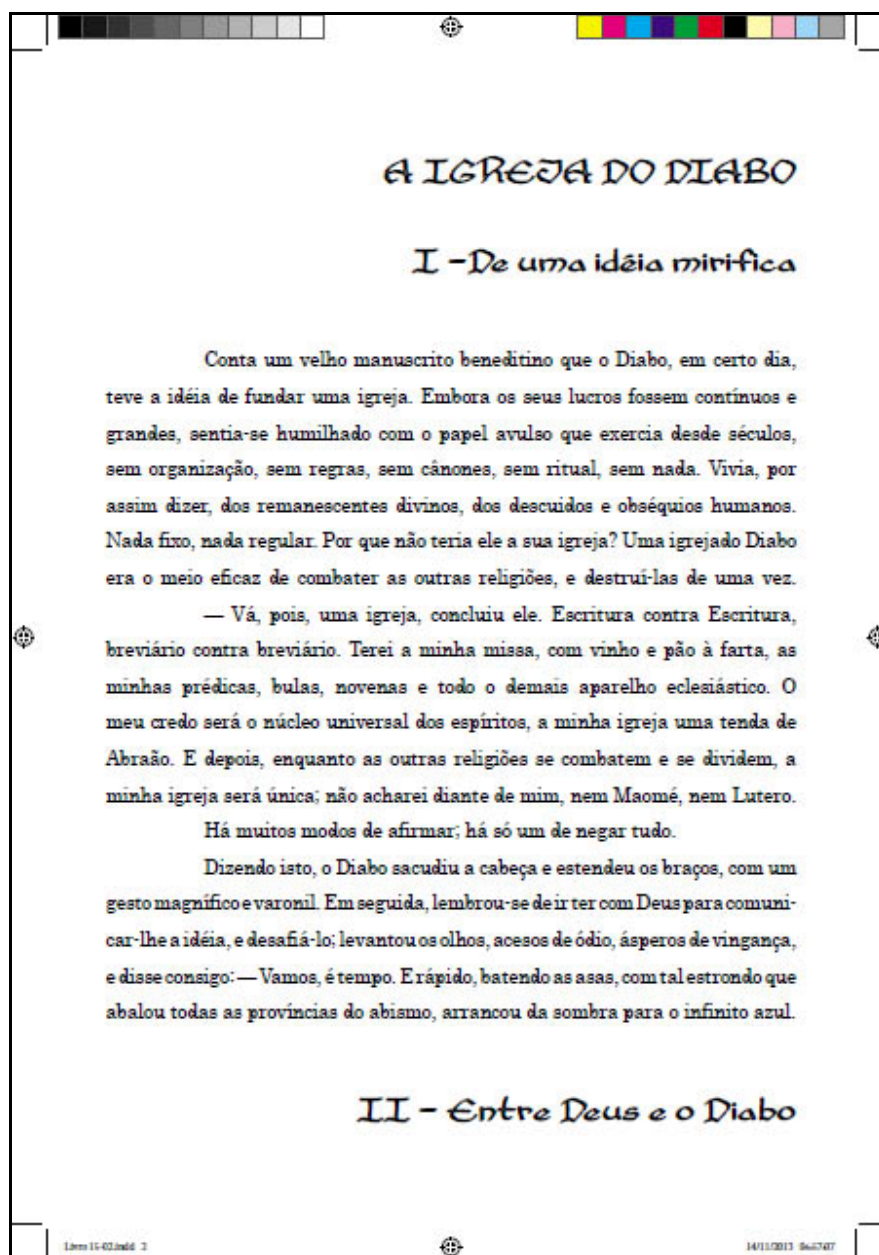 A IGREJA DO DIABO
I -De uma idéia mirifica
Conta um velho manuscrito beneditino que o Diabo, em certo dia,
teve a idéia de fundar uma igreja. Embora os seus lucros fossem contínuos e
grandes, sentia-se humilhado com o papel avulso que exercia desde séculos,
sem organização, sem regras, sem cânones, sem ritual, sem nada. Vivia, por
assim dizer, dos remanescentes divinos, dos descuidos e obséquios humanos.
Nada fixo, nada regular. Por que não teria ele a sua igreja? Uma igrejado Diabo
era o meio eficaz de combater as outras religiões, e destruí-las de uma vez.
— Vá, pois, uma igreja, concluiu ele. Escritura contra Escritura,
breviário contra breviário. Terei a minha missa, com vinho e pão à farta, as
minhas prédicas, bulas, novenas e todo o demais aparelho eclesiástico. O
meu credo será o núcleo universal dos espíritos, a minha igreja uma tenda de
Abraão. E depois, enquanto as outras religiões se combatem e se dividem, a
minha igreja será única; não acharei diante de mim, nem Maomé, nem Lutero.
Há muitos modos de afirmar; há só um de negar tudo.
Dizendo isto, o Diabo sacudiu a cabeça e estendeu os braços, com um
gesto magnífico e varonil. Em seguida, lembrou-se de ir ter com Deus para comuni-
car-lhe a idéia, e desafiá-lo; levantou os olhos, acesos de ódio, ásperos de vingança,
e disse consigo: — Vamos, é tempo. E rápido, batendo as asas, com tal estrondo que
abalou todas as províncias do abismo, arrancou da sombra para o infinito azul.
II - Entre Deus e o Diabo
Livro 15-02.indd 2
14/11/2013